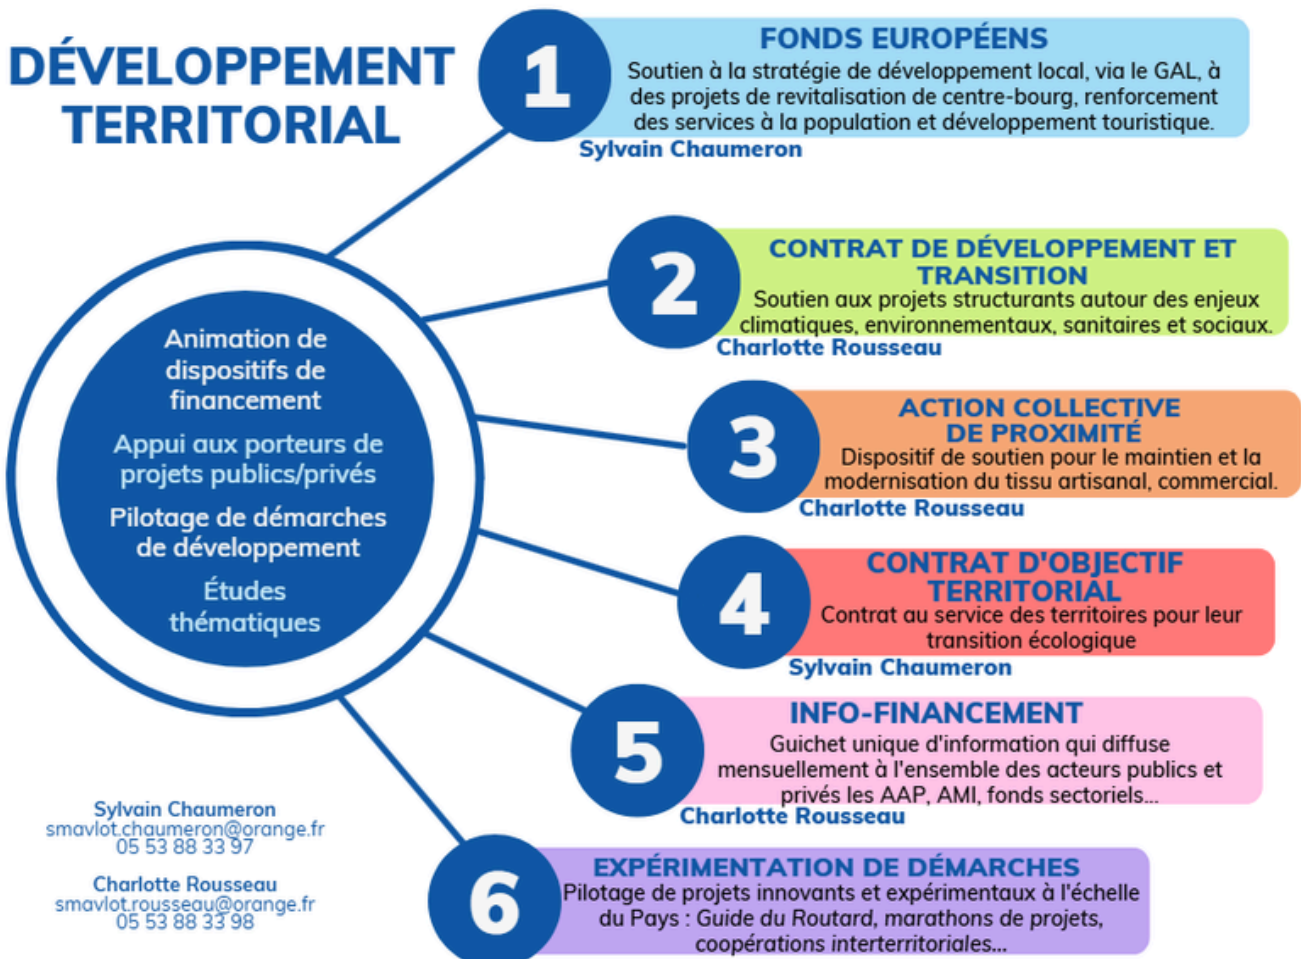 DÉVELOPPEMENT
TERRITORIAL
1
FONDS EUROPÉENS
Soutien à la stratégie de développement local, via le GAL, à
des projets de revitalisation de centre-bourg, renforcement
des services à la population et développement touristique.
Sylvain Chaumeron
2
CONTRAT DE DÉVELOPPEMENT ET
TRANSITION
Soutien aux projets structurants autour des enjeux
climatiques, environnementaux, sanitaires et sociaux.
Charlotte Rousseau
Animation de
dispositifs de
financement
Appui aux porteurs de
projets publics/privés
Pilotage de démarches
de développement
Études
thématiques
3
ACTION COLLECTIVE
DE PROXIMITÉ
Dispositif de soutien pour le maintien et la
modernisation du tissu artisanal, commercial.
Charlotte Rousseau
4
CONTRAT D'OBJECTIF
TERRITORIAL
Contrat au service des territoires pour leur
transition écologique
Sylvain Chaumeron
5
INFO-FINANCEMENT
Guichet unique d'information qui diffuse
mensuellement à l'ensemble des acteurs publics et
privés les AAP, AMI, fonds sectoriels...
Charlotte Rousseau
6
EXPÉRIMENTATION DE DÉMARCHES
Pilotage de projets innovants et expérimentaux à l'échelle
du Pays : Guide du Routard, marathons de projets,
coopérations interterritoriales...
Sylvain Chaumeron
smavlot.chaumeron@orange.fr
05 53 88 33 97
Charlotte Rousseau
smavlot.rousseau@orange.fr
05 53 88 33 98